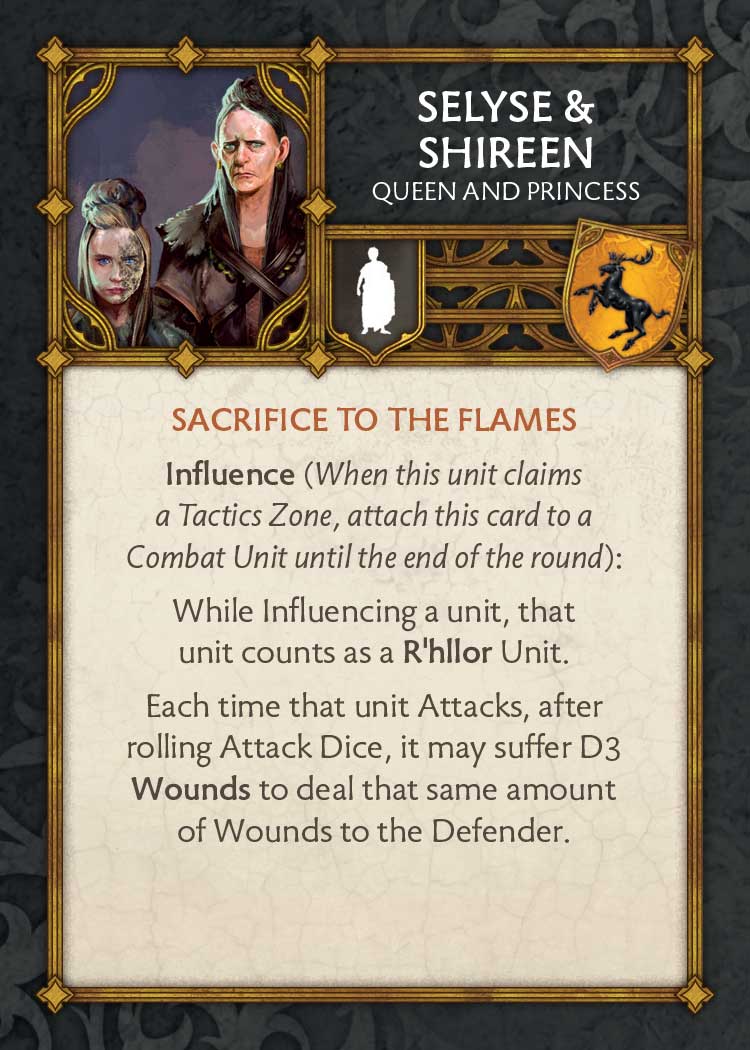 SELYSE &
SHIREEN
QUEEN AND PRINCESS
SACRIFICE TO THE FLAMES
Influence (When this unit claims
a Tactics Zone, attach this card to a
Combat Unit until the end of the round):
While Influencing a unit, that
unit counts as a R'hllor Unit.
Each time that unit Attacks, after
rolling Attack Dice, it may suffer D3
Wounds to deal that same amount
of Wounds to the Defender.